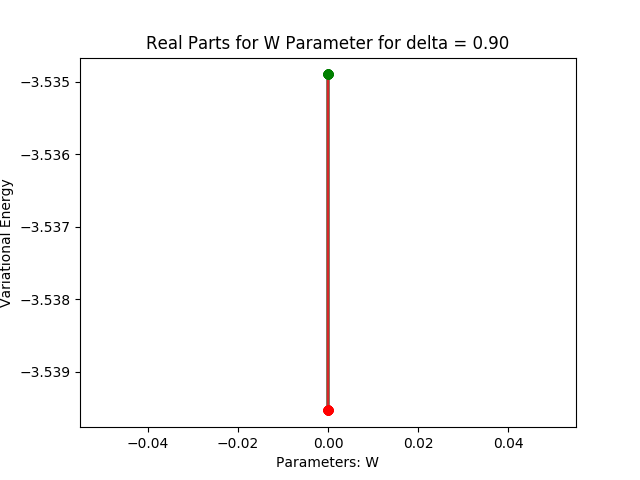 Real Parts for W Parameter for delta = 0.90
Variational Energy
−3.535
−3.536
−3.537
−3.538
−3.539
−0.04 −0.02 0.00 0.02 0.04
Parameters: W